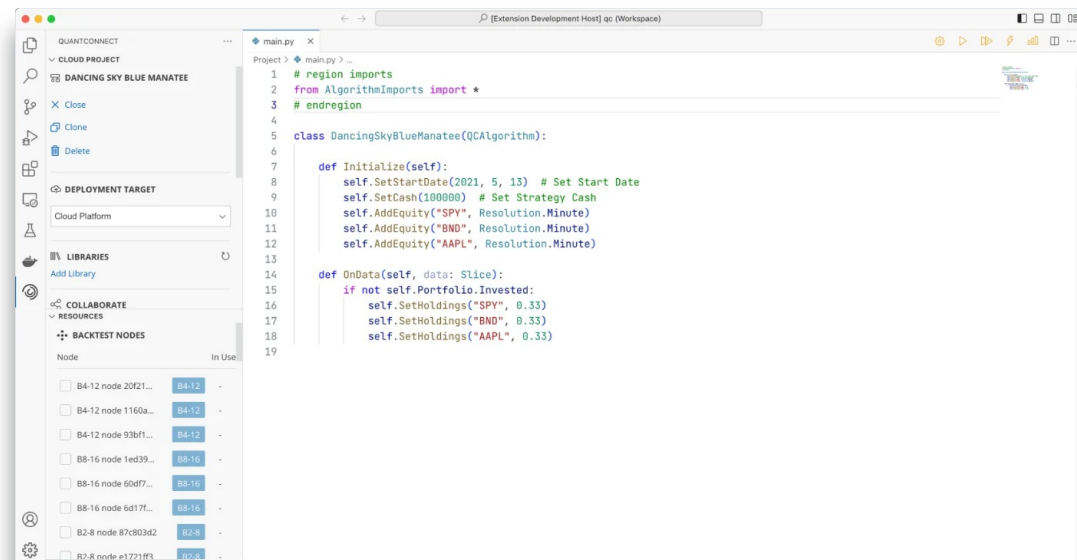 [Extension Development Host] qc (Workspace)
QUANTCONNECT
CLOUD PROJECT
DANCING SKY BLUE MANATEE
Close
Clone
Delete
DEPLOYMENT TARGET
Cloud Platform
LIBRARIES
Add Library
COLLABORATE
RESOURCES
BACKTEST NODES
Node In Use
B4-12 node 20f21... B4-12 -
B4-12 node 1160a... B4-12 -
B4-12 node 93bf1... B4-12 -
B8-16 node 1ed39... B8-16 -
B8-16 node 60df7... B8-16 -
B8-16 node 6d17f... B8-16 -
B2-8 node 87c803d2 B2-8 -
B2-8 node e1721ff3 B2-8 -
main.py
Project > main.py > ...
1 # region imports
2 from AlgorithmImports import *
3 # endregion
4
5 class DancingSkyBlueManatee(QCAlgorithm):
6
7 def Initialize(self):
8 self.SetStartDate(2021, 5, 13) # Set Start Date
9 self.SetCash(100000) # Set Strategy Cash
10 self.AddEquity("SPY", Resolution.Minute)
11 self.AddEquity("BND", Resolution.Minute)
12 self.AddEquity("AAPL", Resolution.Minute)
13
14 def OnData(self, data: Slice):
15 if not self.Portfolio.Invested:
16 self.SetHoldings("SPY", 0.33)
17 self.SetHoldings("BND", 0.33)
18 self.SetHoldings("AAPL", 0.33)
19